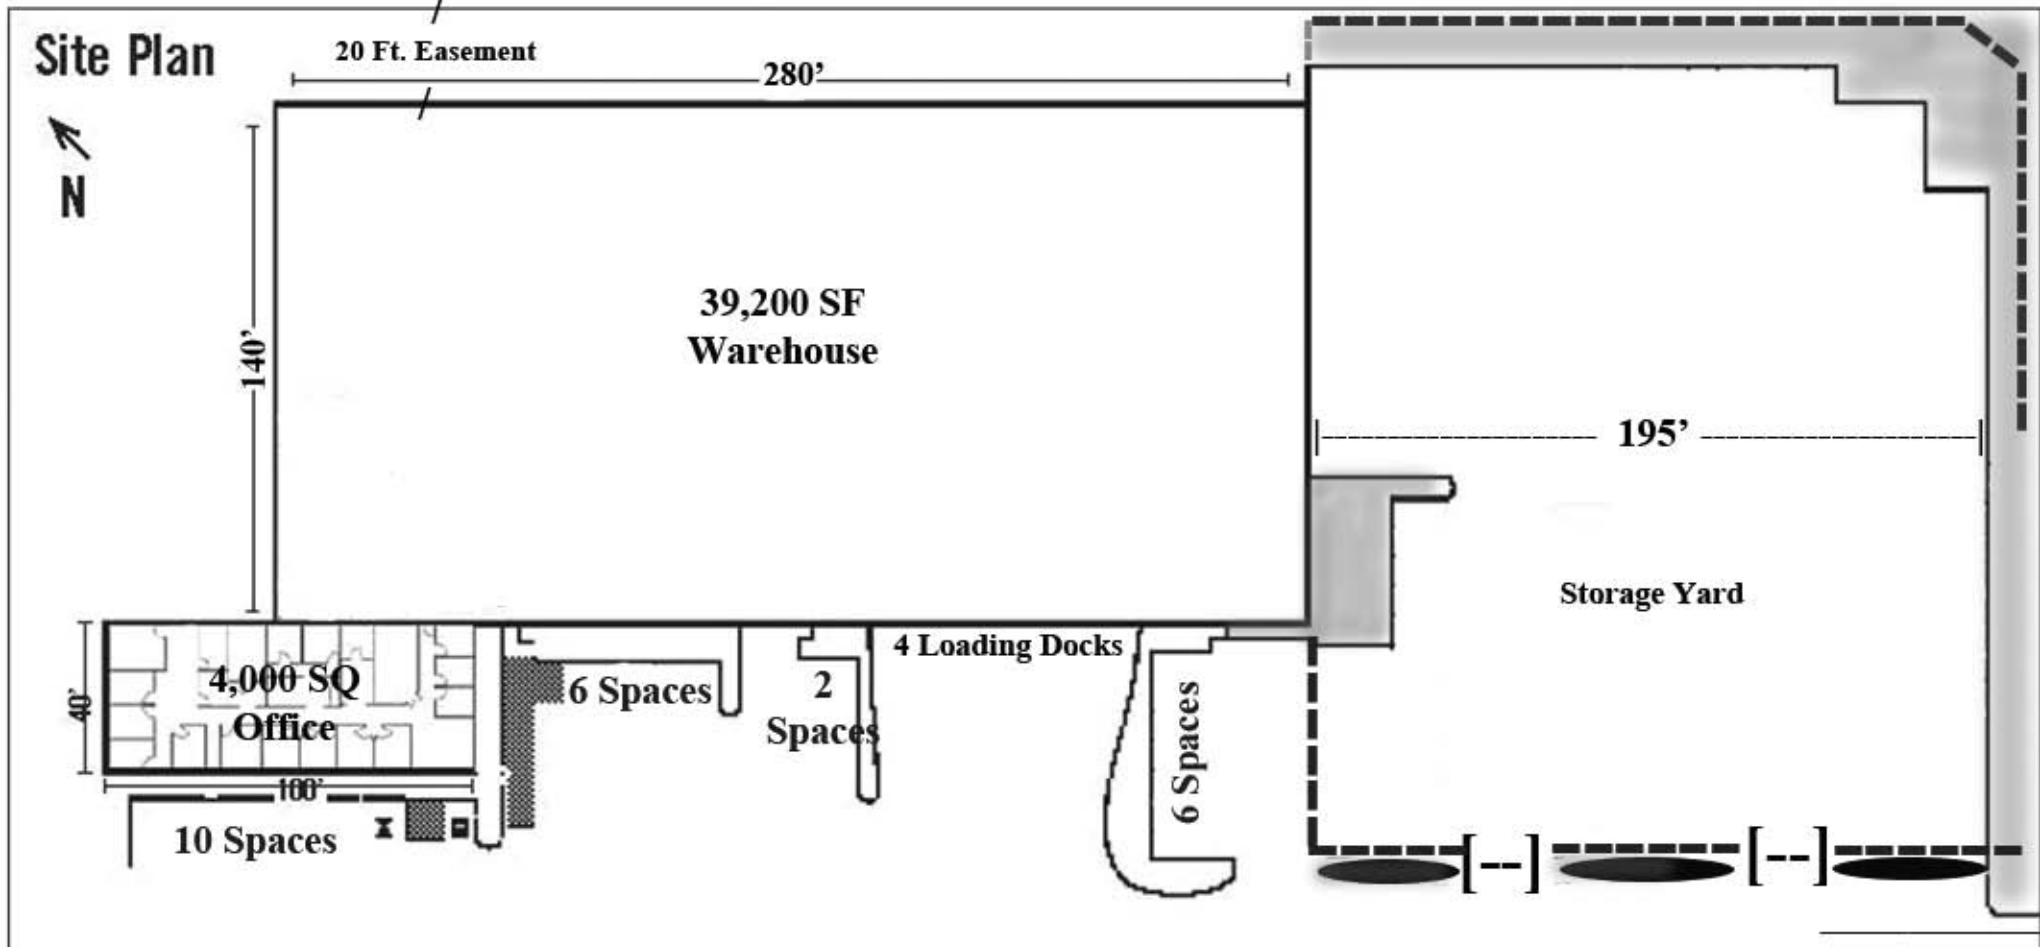 Site Plan
20 Ft. Easement
280’
N
140’
39,200 SF
Warehouse
195’
Storage Yard
4,000 SQ
Office
40’
100’
10 Spaces
6 Spaces
2
Spaces
4 Loading Docks
6 Spaces